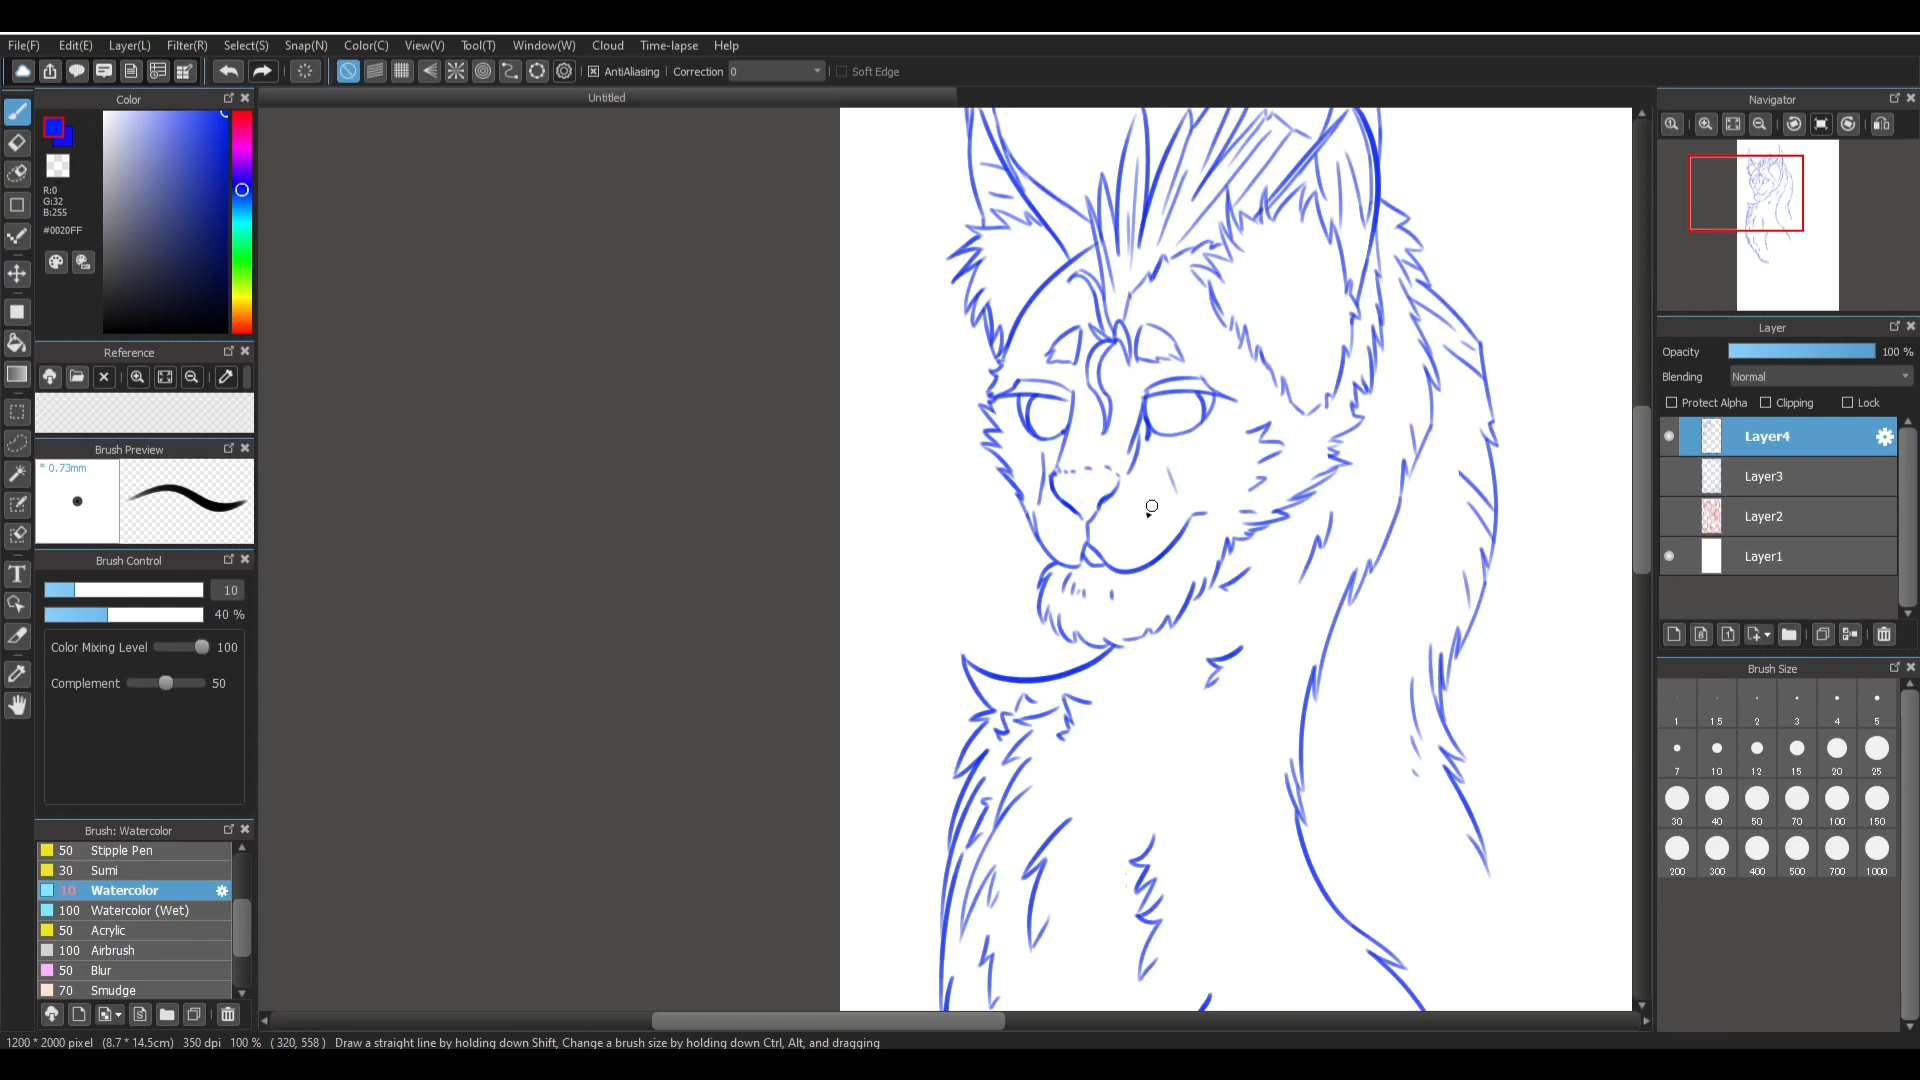 File(F) Edit(E) Layer(L) Filter(R) Select(S) Snap(N) Color(C) View(V) Tool(T) Window(W) Cloud Time-lapse Help
AntiAliasing Correction 0 Soft Edge
Color
Untitled
R:0
G:32
B:255
#0020FF
Reference
Brush Preview
* 0.73mm
Brush Control
10
40 %
Color Mixing Level 100
Complement 50
Brush: Watercolor
50 Stipple Pen
30 Sumi
10 Watercolor
100 Watercolor (Wet)
50 Acrylic
100 Airbrush
50 Blur
70 Smudge
Navigator
Layer
Opacity 100 %
Blending Normal
Protect Alpha Clipping Lock
Layer4
Layer3
Layer2
Layer1
Brush Size
1 1.5 2 3 4 5
7 10 12 15 20 25
30 40 50 70 100 150
200 300 400 500 700 1000
1200 * 2000 pixel (8.7 * 14.5cm) 350 dpi 100 % ( 320, 558 ) Draw a straight line by holding down Shift, Change a brush size by holding down Ctrl, Alt, and dragging